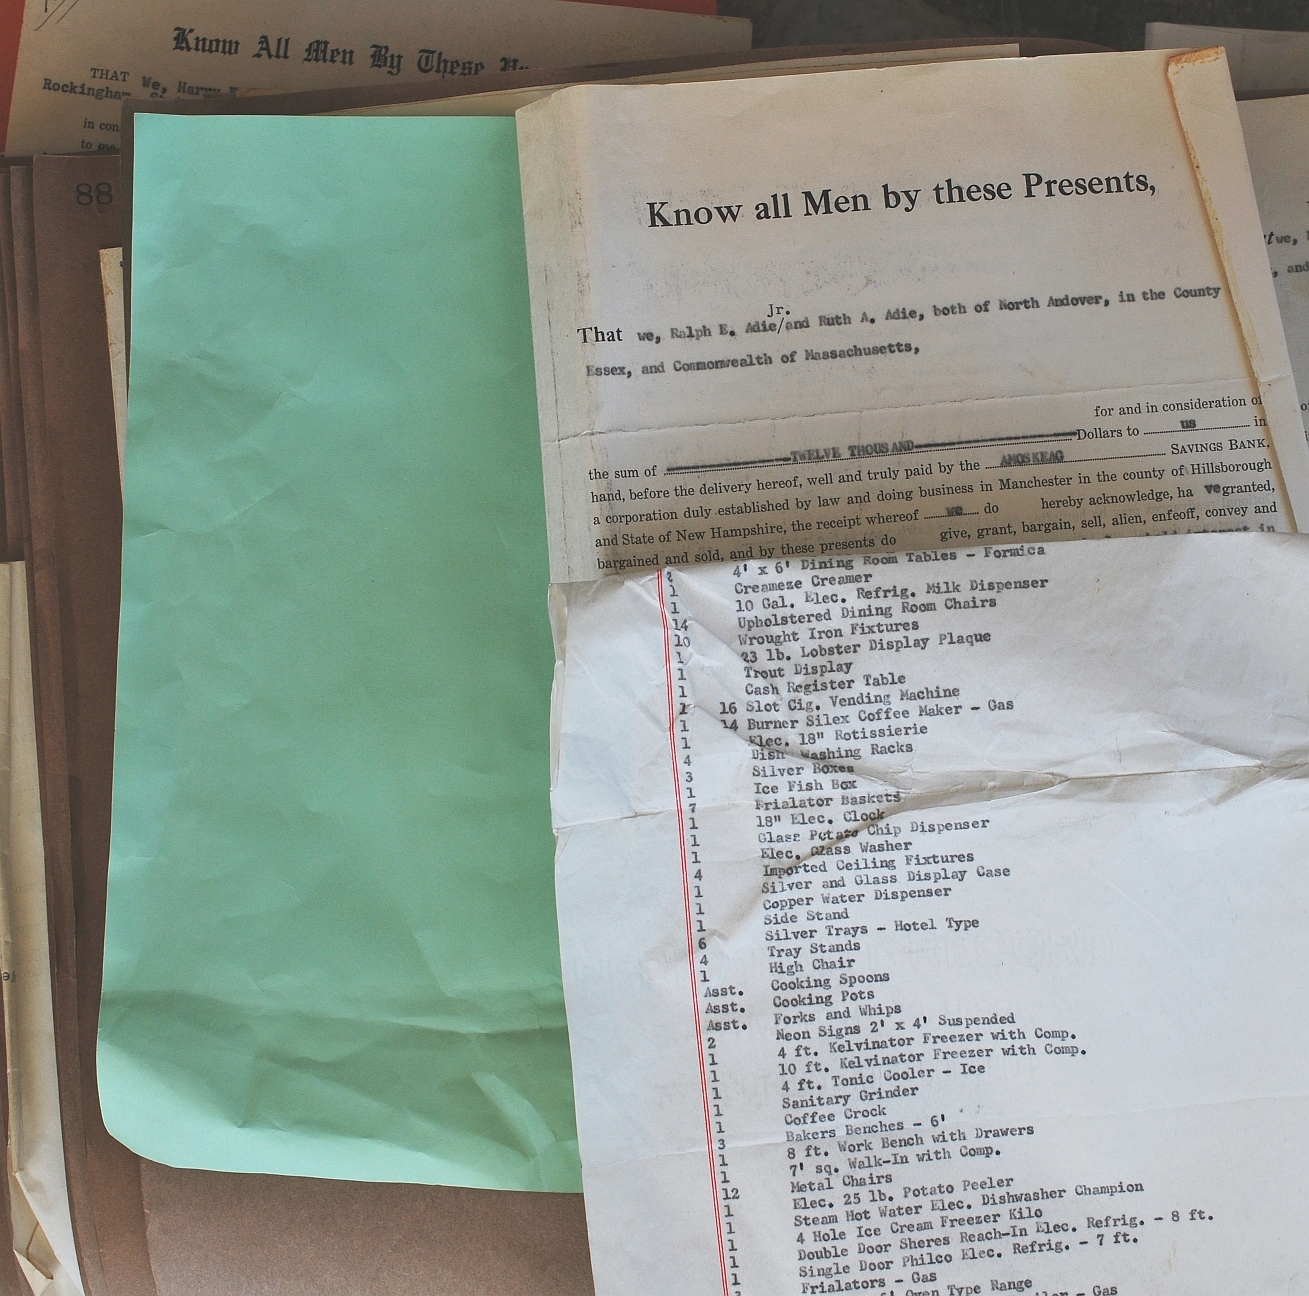 Know All Men By These
THAT We, Harry E.
Rockingham
in con
to me
88
Know all Men by these Presents,
Jr.
That we, Ralph E. Adie/and Ruth A. Adie, both of North Andover, in the County
Essex, and Commonwealth of Massachusetts,
for and in consideration of
the sum of TWELVE THOUSAND Dollars to us in
hand, before the delivery hereof, well and truly paid by the AMOSKEAG SAVINGS BANK,
a corporation duly established by law and doing business in Manchester in the county of Hillsborough
and State of New Hampshire, the receipt whereof we do hereby acknowledge, ha ve granted,
bargained and sold, and by these presents do give, grant, bargain, sell, alien, enfeoff, convey and
interest in
2 4' x 6' Dining Room Tables - Formica
1 Creameze Creamer
1 10 Gal. Elec. Refrig. Milk Dispenser
14 Upholstered Dining Room Chairs
10 Wrought Iron Fixtures
1 23 lb. Lobster Display Plaque
1 Trout Display
1 Cash Register Table
1 16 Slot Cig. Vending Machine
1 14 Burner Silex Coffee Maker - Gas
1 Elec. 18" Rotissierie
4 Dish Washing Racks
3 Silver Boxes
1 Ice Fish Box
7 Frialator Baskets
1 18" Elec. Clock
1 Glass Potato Chip Dispenser
1 Elec. Glass Washer
4 Imported Ceiling Fixtures
1 Silver and Glass Display Case
1 Copper Water Dispenser
1 Side Stand
6 Silver Trays - Hotel Type
4 Tray Stands
1 High Chair
Asst. Cooking Spoons
Asst. Cooking Pots
Asst. Forks and Whips
2 Neon Signs 2' x 4' Suspended
1 4 ft. Kelvinator Freezer with Comp.
1 10 ft. Kelvinator Freezer with Comp.
1 4 ft. Tonic Cooler - Ice
1 Sanitary Grinder
1 Coffee Crock
3 Bakers Benches - 6'
1 8 ft. Work Bench with Drawers
1 7' sq. Walk-In with Comp.
12 Metal Chairs
1 Elec. 25 lb. Potato Peeler
1 Steam Hot Water Elec. Dishwasher Champion
1 4 Hole Ice Cream Freezer Kilo
1 Double Door Sheres Reach-In Elec. Refrig. - 8 ft.
1 Single Door Philco Elec. Refrig. - 7 ft.
Frialators - Gas
Oven Type Range
- Gas
we,
, and